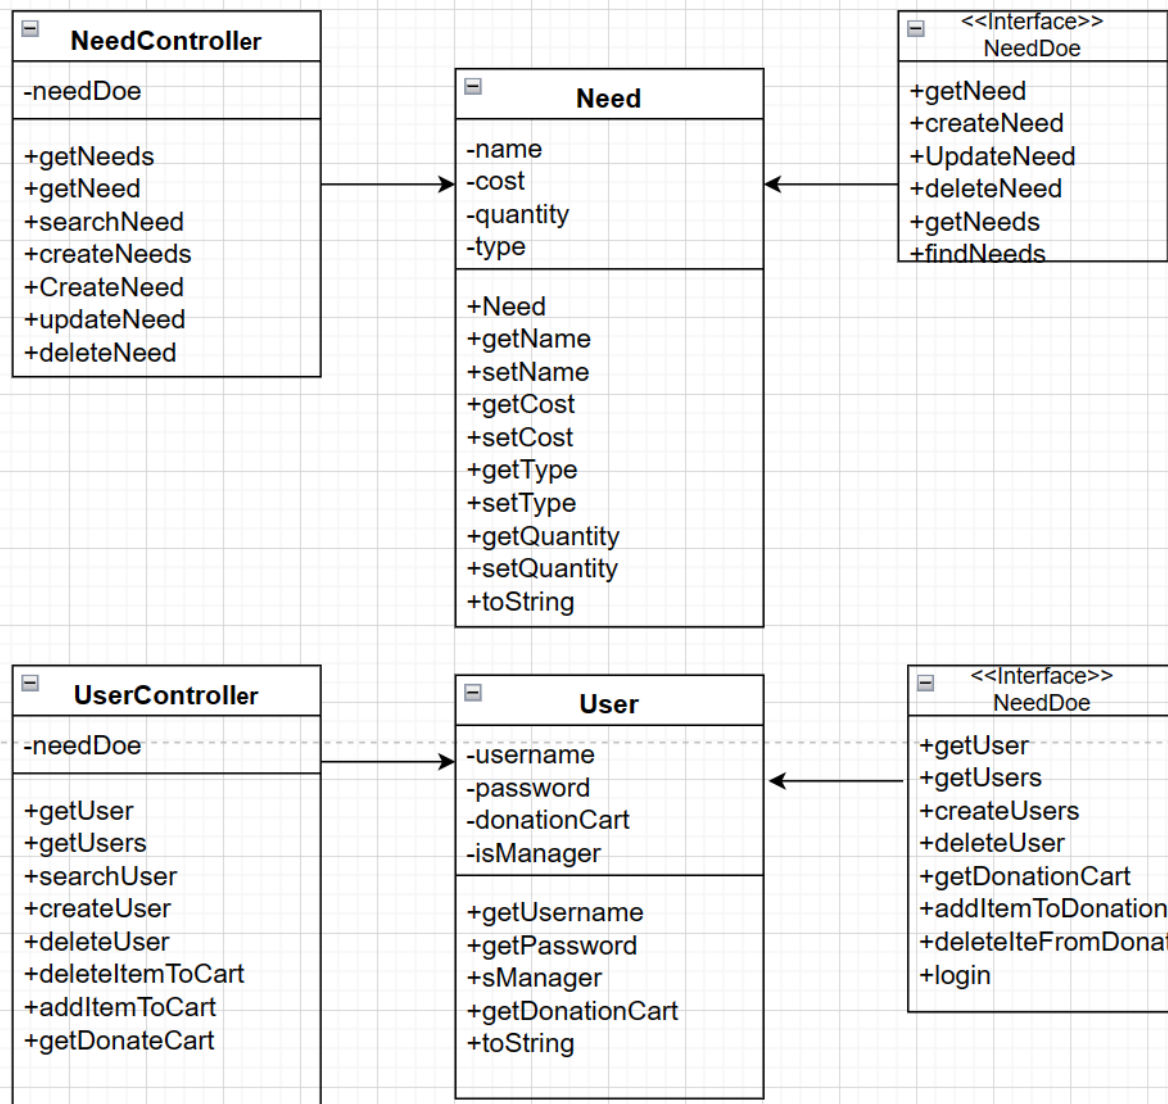 NeedController
-needDoe
+getNeeds
+getNeed
+searchNeed
+createNeeds
+CreateNeed
+updateNeed
+deleteNeed
Need
-name
-cost
-quantity
-type
+Need
+getName
+setName
+getCost
+setCost
+getType
+setType
+getQuantity
+setQuantity
+toString
<<Interface>>
NeedDoe
+getNeed
+createNeed
+UpdateNeed
+deleteNeed
+getNeeds
+findNeeds
UserController
-needDoe
+getUser
+getUsers
+searchUser
+createUser
+deleteUser
+deleteItemToCart
+addItemToCart
+getDonateCart
User
-username
-password
-donationCart
-isManager
+getUsername
+getPassword
+sManager
+getDonationCart
+toString
<<Interface>>
NeedDoe
+getUser
+getUsers
+createUsers
+deleteUser
+getDonationCart
+addItemToDonation
+deleteIteFromDonat
+login